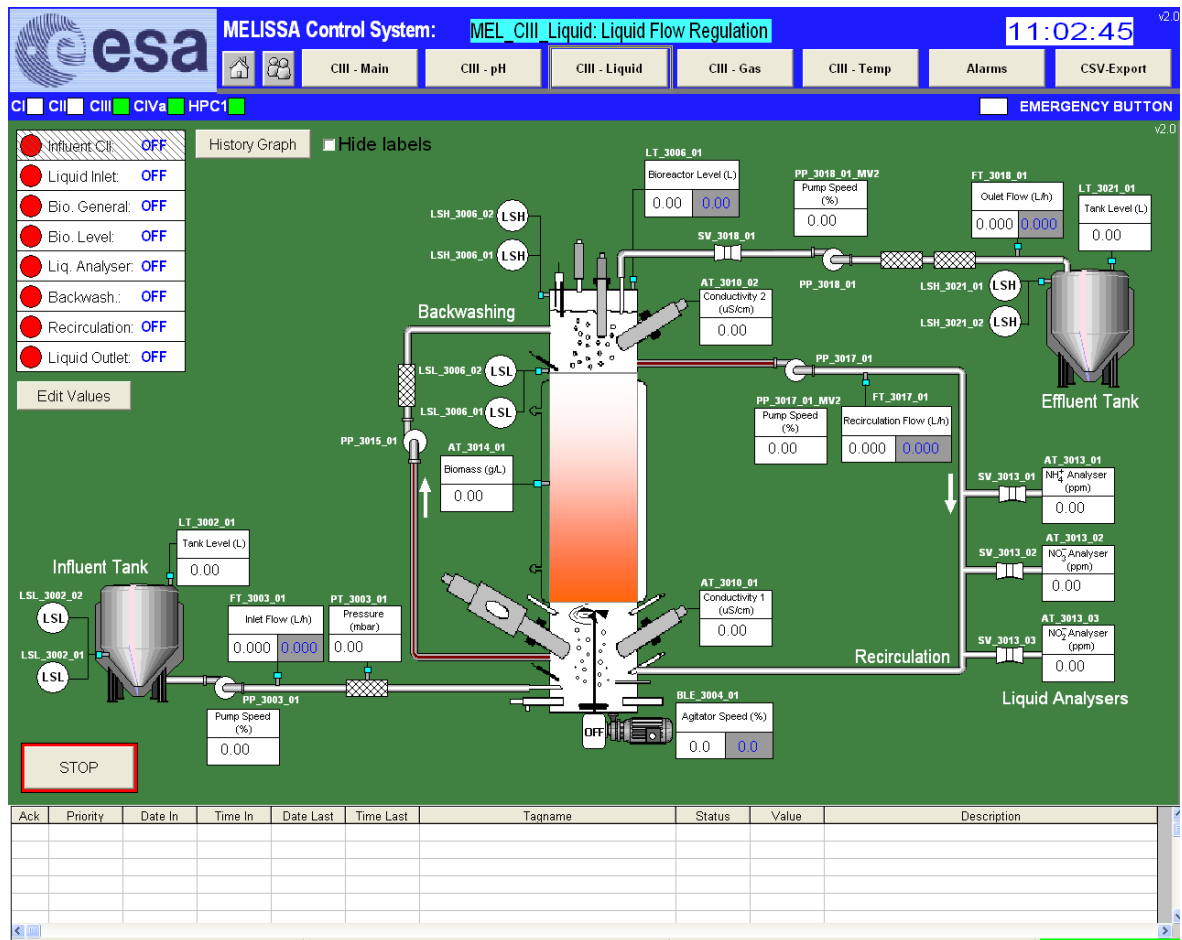 esa
MELISSA Control System:
MEL_CIII_Liquid: Liquid Flow Regulation
11:02:45
v2.0
CIII - Main
CIII - pH
CIII - Liquid
CIII - Gas
CIII - Temp
Alarms
CSV-Export
CI CII CIII CIVa HPC1
EMERGENCY BUTTON
v2.0
Influent CII: OFF
Liquid Inlet: OFF
Bio. General: OFF
Bio. Level: OFF
Liq. Analyser: OFF
Backwash.: OFF
Recirculation: OFF
Liquid Outlet: OFF
Edit Values
History Graph
Hide labels
LT_3006_01
Bioreactor Level (L)
0.00 0.00
PP_3018_01_MV2
Pump Speed
(%)
0.00
FT_3018_01
Oulet Flow (L/h)
0.000 0.000
LT_3021_01
Tank Level (L)
0.00
LSH_3006_02 LSH
LSH_3006_01 LSH
SV_3018_01
PP_3018_01
LSH_3021_01 LSH
LSH_3021_02 LSH
Effluent Tank
AT_3010_02
Conductivity 2
(uS/cm)
0.00
Backwashing
LSL_3006_02 LSL
LSL_3006_01 LSL
PP_3015_01
AT_3014_01
Biomass (g/L)
0.00
PP_3017_01
PP_3017_01_MV2
Pump Speed
(%)
0.00
FT_3017_01
Recirculation Flow (L/h)
0.000 0.000
AT_3013_01
SV_3013_01
NH4+ Analyser
(ppm)
0.00
AT_3013_02
SV_3013_02
NO3- Analyser
(ppm)
0.00
AT_3013_03
SV_3013_03
NO2- Analyser
(ppm)
0.00
Liquid Analysers
Recirculation
LT_3002_01
Tank Level (L)
0.00
Influent Tank
LSL_3002_02
LSL
LSL_3002_01
LSL
FT_3003_01
Inlet Flow (L/h)
0.000 0.000
PT_3003_01
Pressure
(mbar)
0.00
PP_3003_01
Pump Speed
(%)
0.00
AT_3010_01
Conductivity 1
(uS/cm)
0.00
BLE_3004_01
Agitator Speed (%)
0.0 0.0
OFF
STOP
Ack Priority Date In Time In Date Last Time Last Tagname Status Value Description